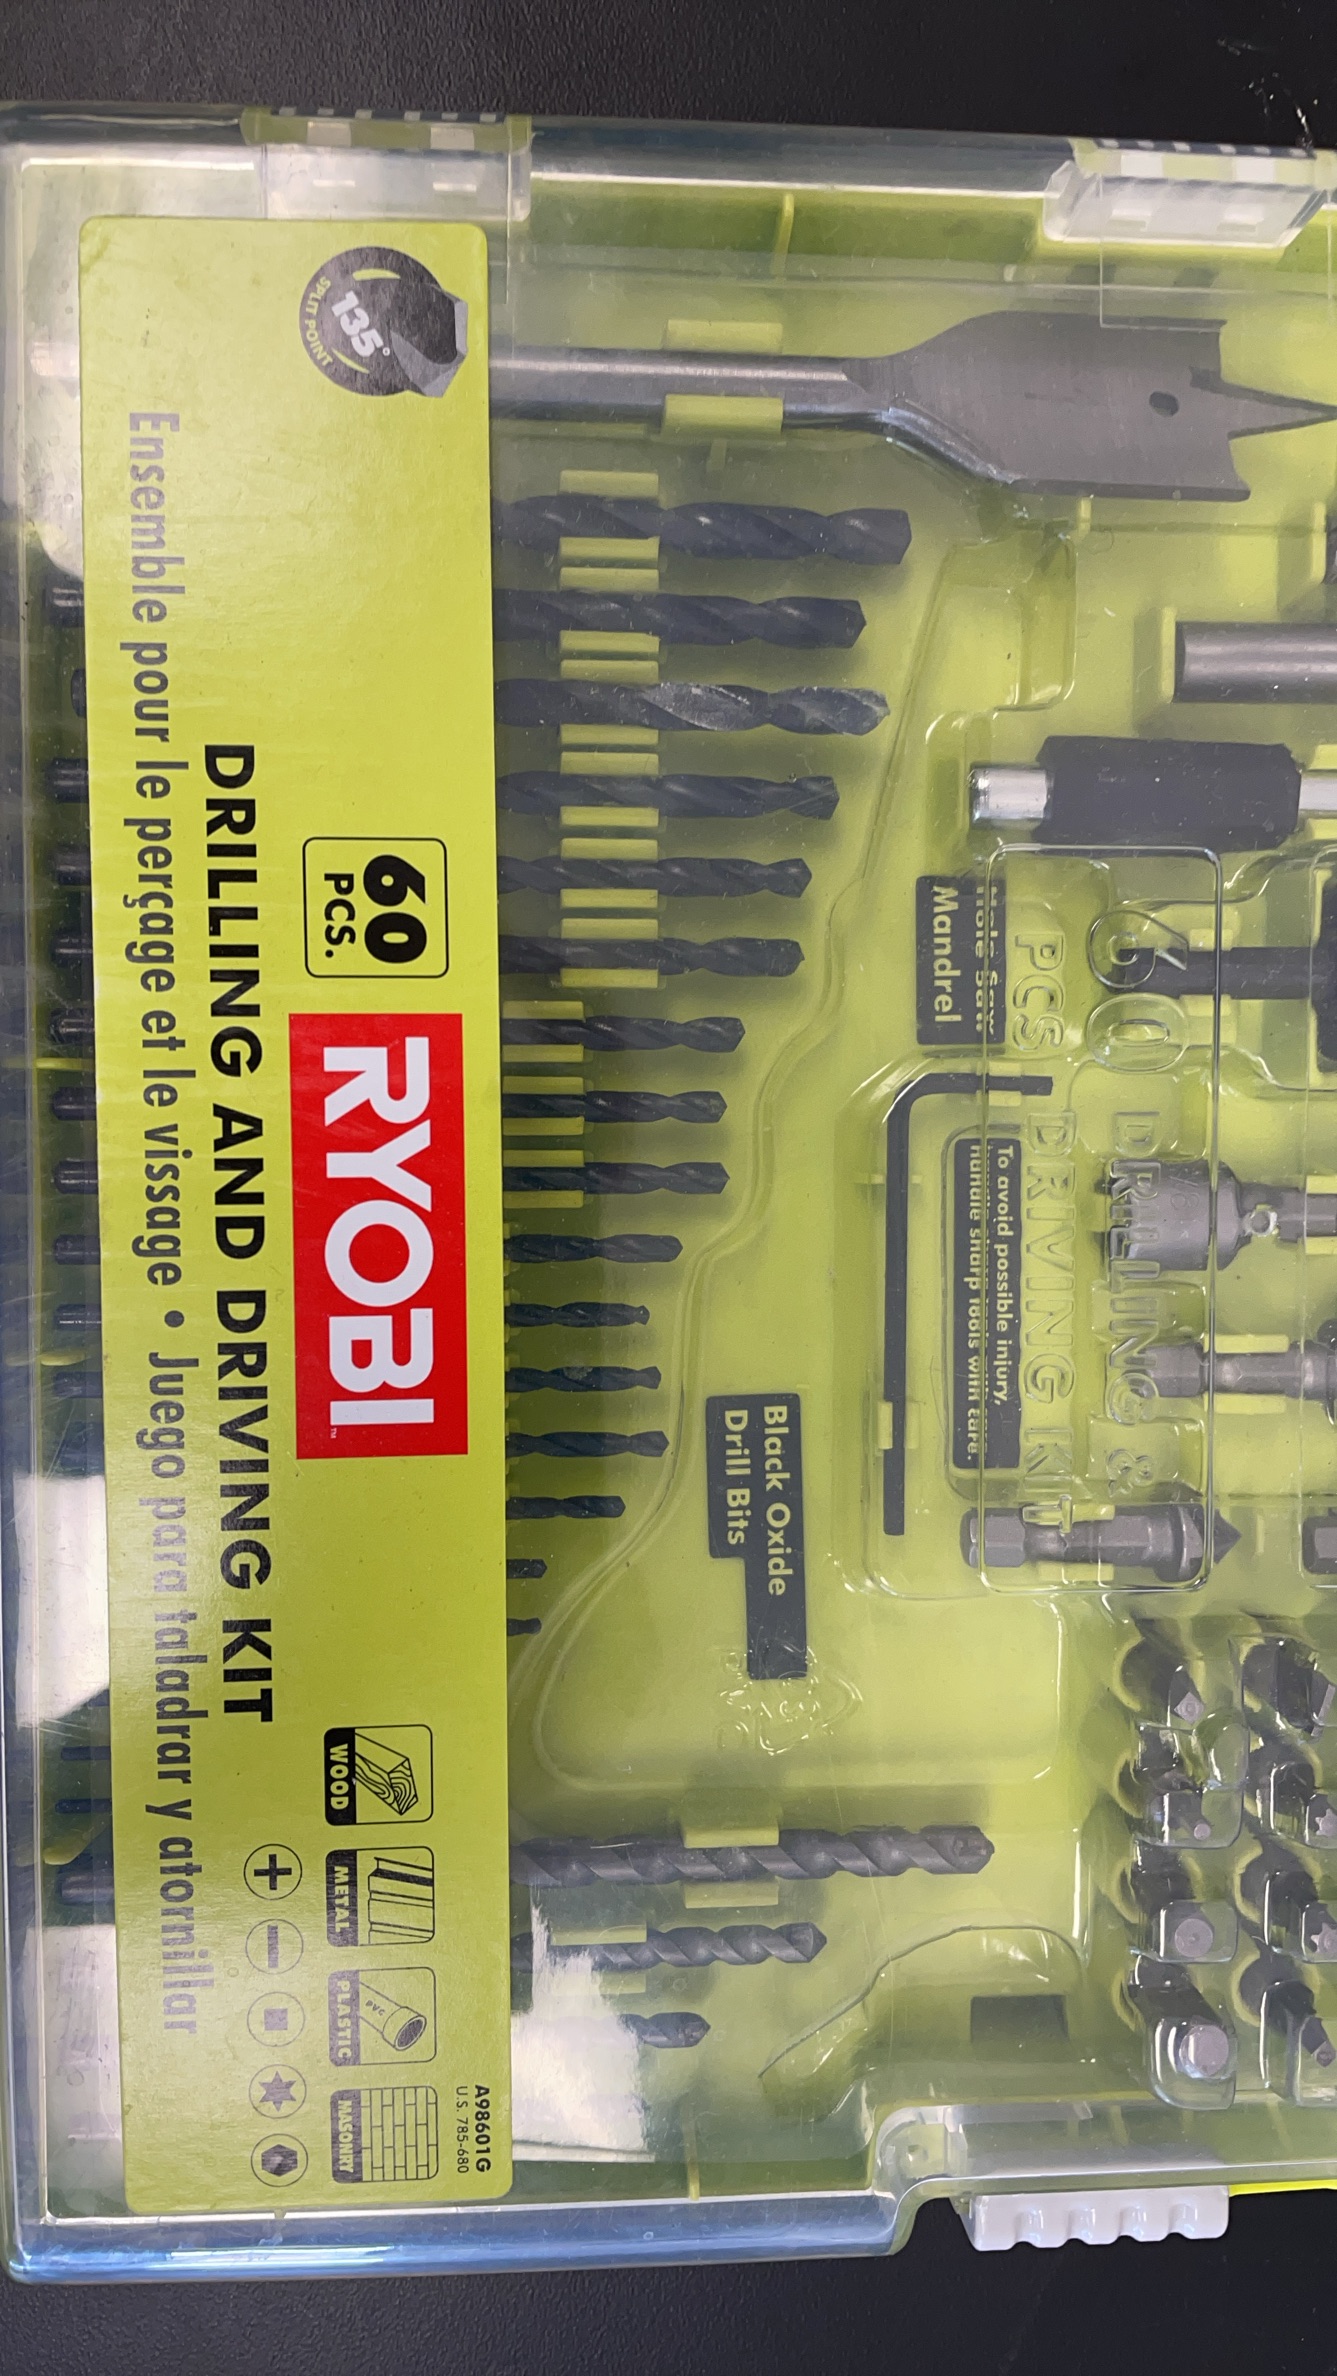 135°
SPLIT POINT
60
PCS.
RYOBI™
DRILLING AND DRIVING KIT
Ensemble pour le perçage et le vissage • Juego para taladrar y atornillar
WOOD
METAL
PLASTIC
PVC
MASONRY
A98601G
U.S. 785-680
60 DRILLING &
PCS DRIVING KIT
Hole Saw
Mandrel
To avoid possible injury,
handle sharp tools with care.
Black Oxide
Drill Bits